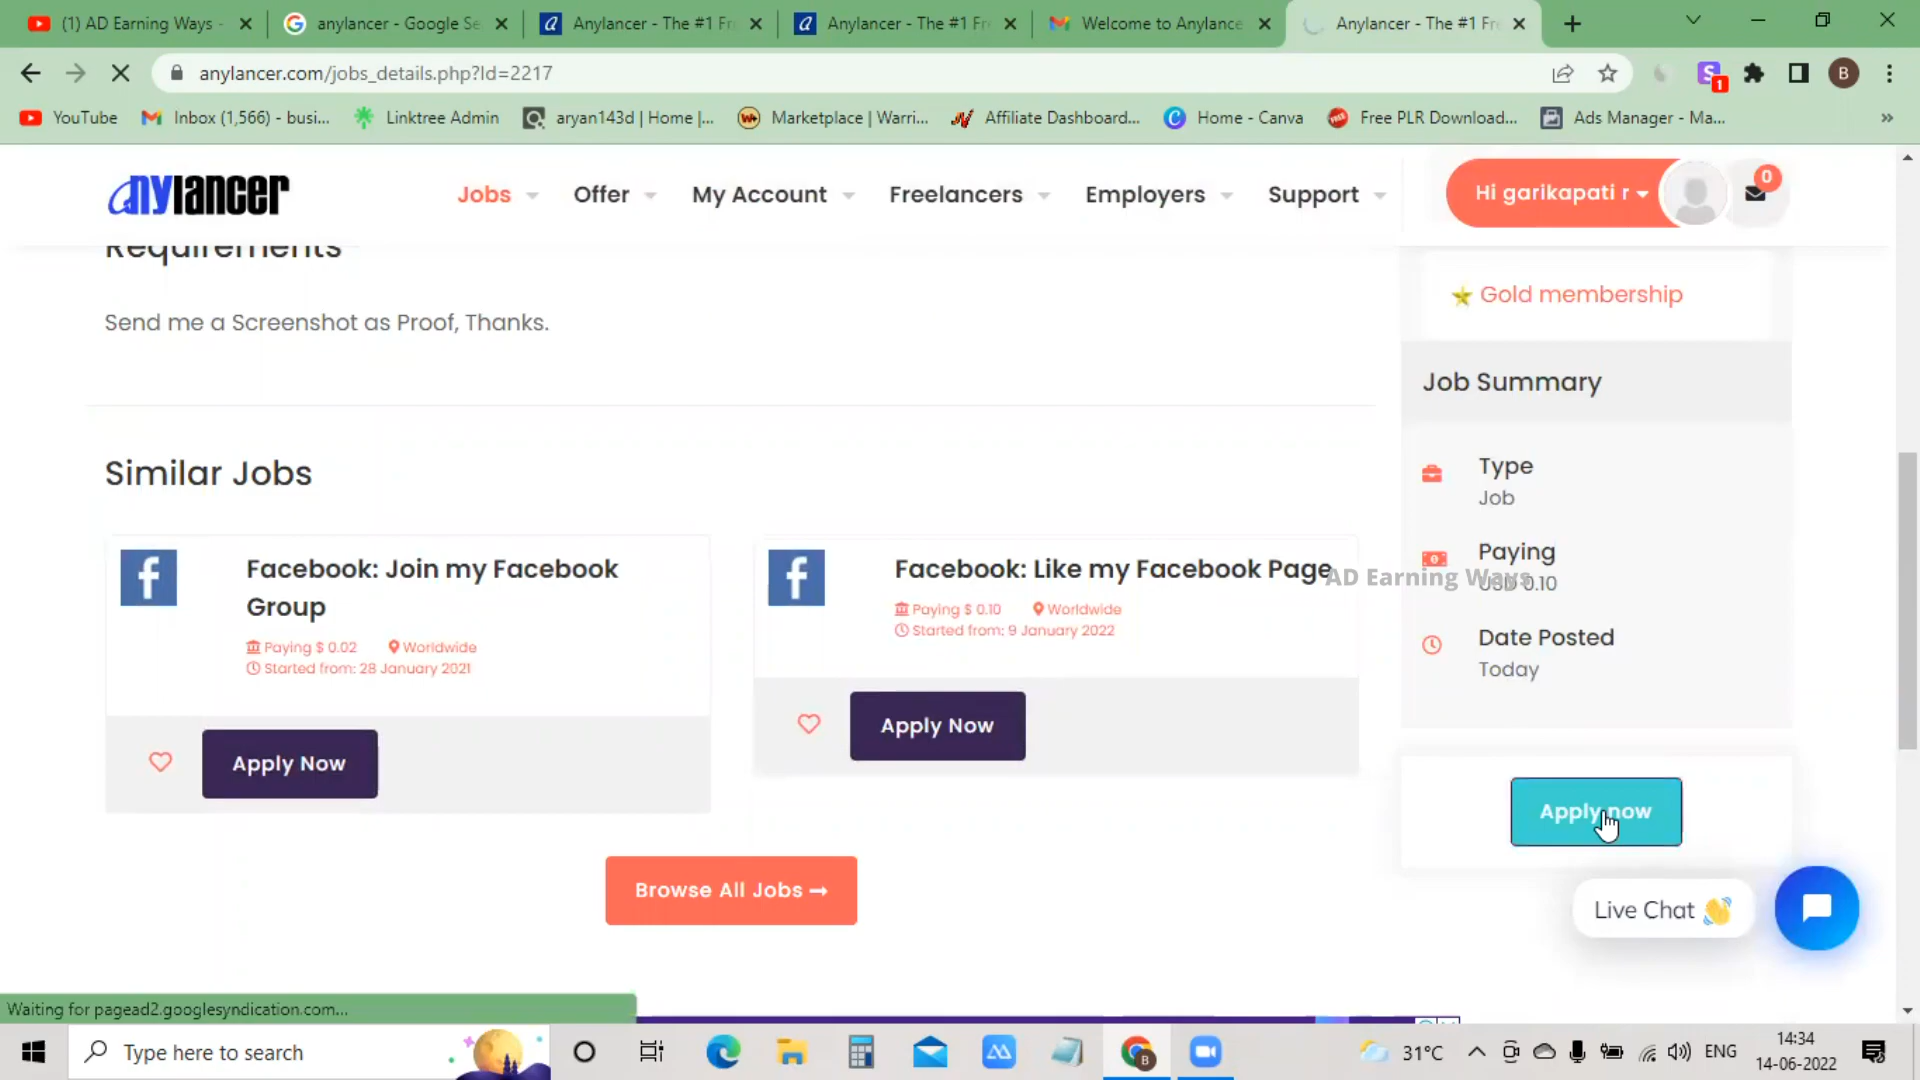 (1) AD Earning Ways -
anylancer - Google Se
Anylancer - The #1 Fr
Anylancer - The #1 Fr
Welcome to Anylance
Anylancer - The #1 Fr
anylancer.com/jobs_details.php?Id=2217
YouTube
Inbox (1,566) - busi...
Linktree Admin
aryan143d | Home |...
Marketplace | Warri...
Affiliate Dashboard...
Home - Canva
Free PLR Download...
Ads Manager - Ma...
anylancer
Jobs
Offer
My Account
Freelancers
Employers
Support
Hi garikapati r
0
Requirements
Send me a Screenshot as Proof, Thanks.
Gold membership
Job Summary
Type
Job
Paying
USD 0.10
Date Posted
Today
Apply now
Similar Jobs
Facebook: Join my Facebook
Group
Paying $ 0.02 Worldwide
Started from: 28 January 2021
Apply Now
Facebook: Like my Facebook Page
Paying $ 0.10 Worldwide
Started from: 9 January 2022
Apply Now
AD Earning Ways
Browse All Jobs
Live Chat
Waiting for pagead2.googlesyndication.com...
Type here to search
31°C
ENG
14:34
14-06-2022